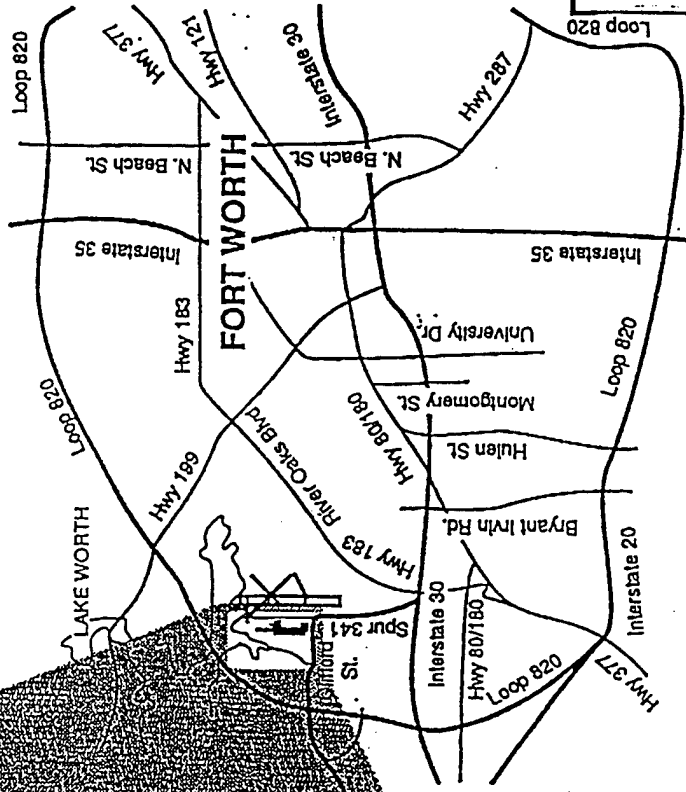 Loop 820
Hwy 377
Hwy 121
Interstate 30
Loop 820
Hwy 287
N. Beach St.
N. Beach St.
FORT WORTH
Interstate 35
Interstate 35
Hwy 183
University Dr.
Loop 820
Loop 820
Montgomery St.
Hwy 199
River Oaks Blvd
Hwy 80/180
Hulen St.
LAKE WORTH
Bryant Irvin Rd.
Hwy 183
Spur 341
Interstate 30
Hwy 80/180
Interstate 20
Clifford
St.
Loop 820
Hwy 377